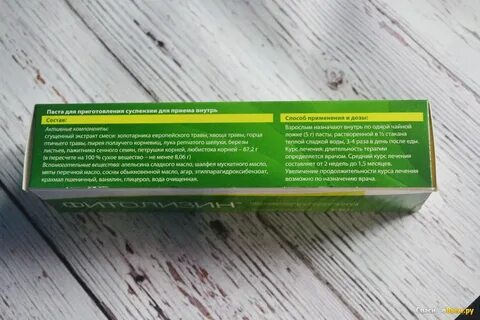 Паста для приготовления суспензии для приема внутрь
Состав:
Активные компоненты:
сгущенный экстракт смеси: золотарника европейского травы, хвоща травы, горца
птичьего травы, пырея ползучего корневищ, лука репчатого шелухи, березы
листьев, пажитника сенного семян, петрушки корней, любистока корней – 67,2 г
(в пересчете на 100 % сухое вещество – не менее 8,06 г)
Вспомогательные вещества: апельсина сладкого масло, шалфея мускатного масло,
мяты перечной масло, сосны обыкновенной масло, агар, этилпарагидроксибензоат,
крахмал пшеничный, ванилин, глицерол, вода очищенная.
Способ применения и дозы:
Взрослым назначают внутрь по одной чайной
ложке (5 г) пасты, растворенной в ½ стакана
теплой сладкой воды, 3-4 раза в день после еды.
Курс лечения: длительность терапии
определяется врачом. Средний курс лечения
составляет от 2 недель до 1,5 месяцев.
Увеличение продолжительности курса лечения
возможно по назначению врача.
ФИТОЛИЗИН